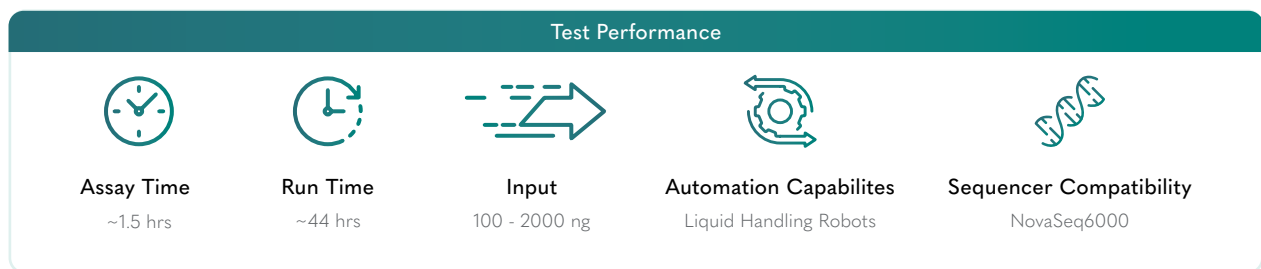 Test Performance
Assay Time
~1.5 hrs
Run Time
~44 hrs
Input
100 - 2000 ng
Automation Capabilites
Liquid Handling Robots
Sequencer Compatibility
NovaSeq6000